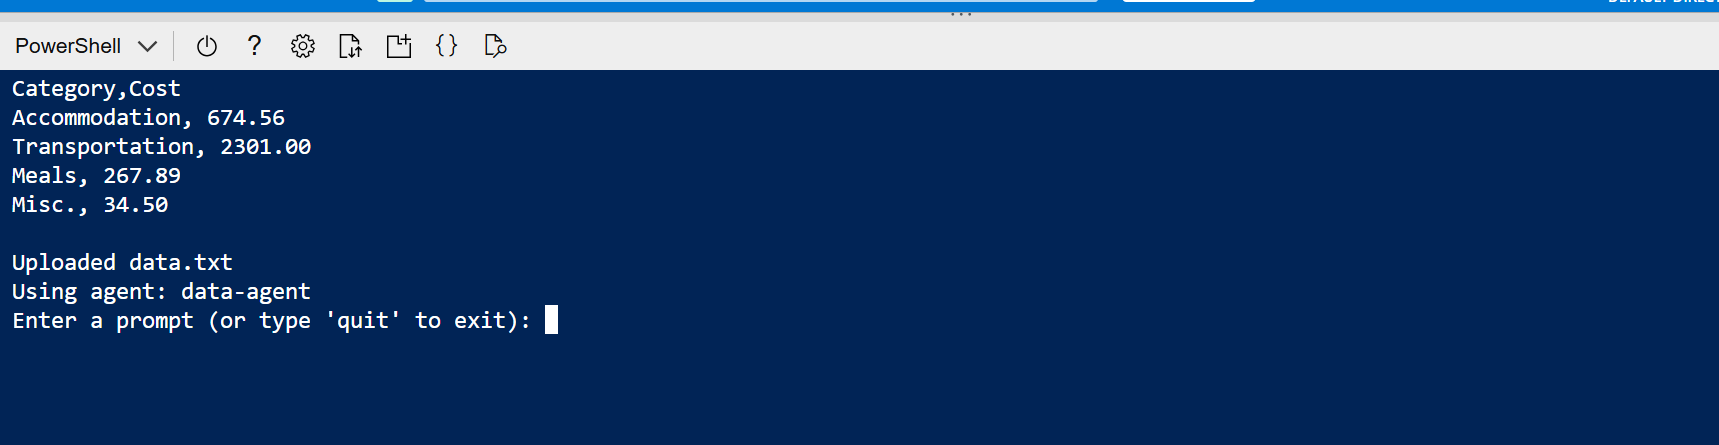 PowerShell
Category,Cost
Accommodation, 674.56
Transportation, 2301.00
Meals, 267.89
Misc., 34.50
Uploaded data.txt
Using agent: data-agent
Enter a prompt (or type 'quit' to exit):